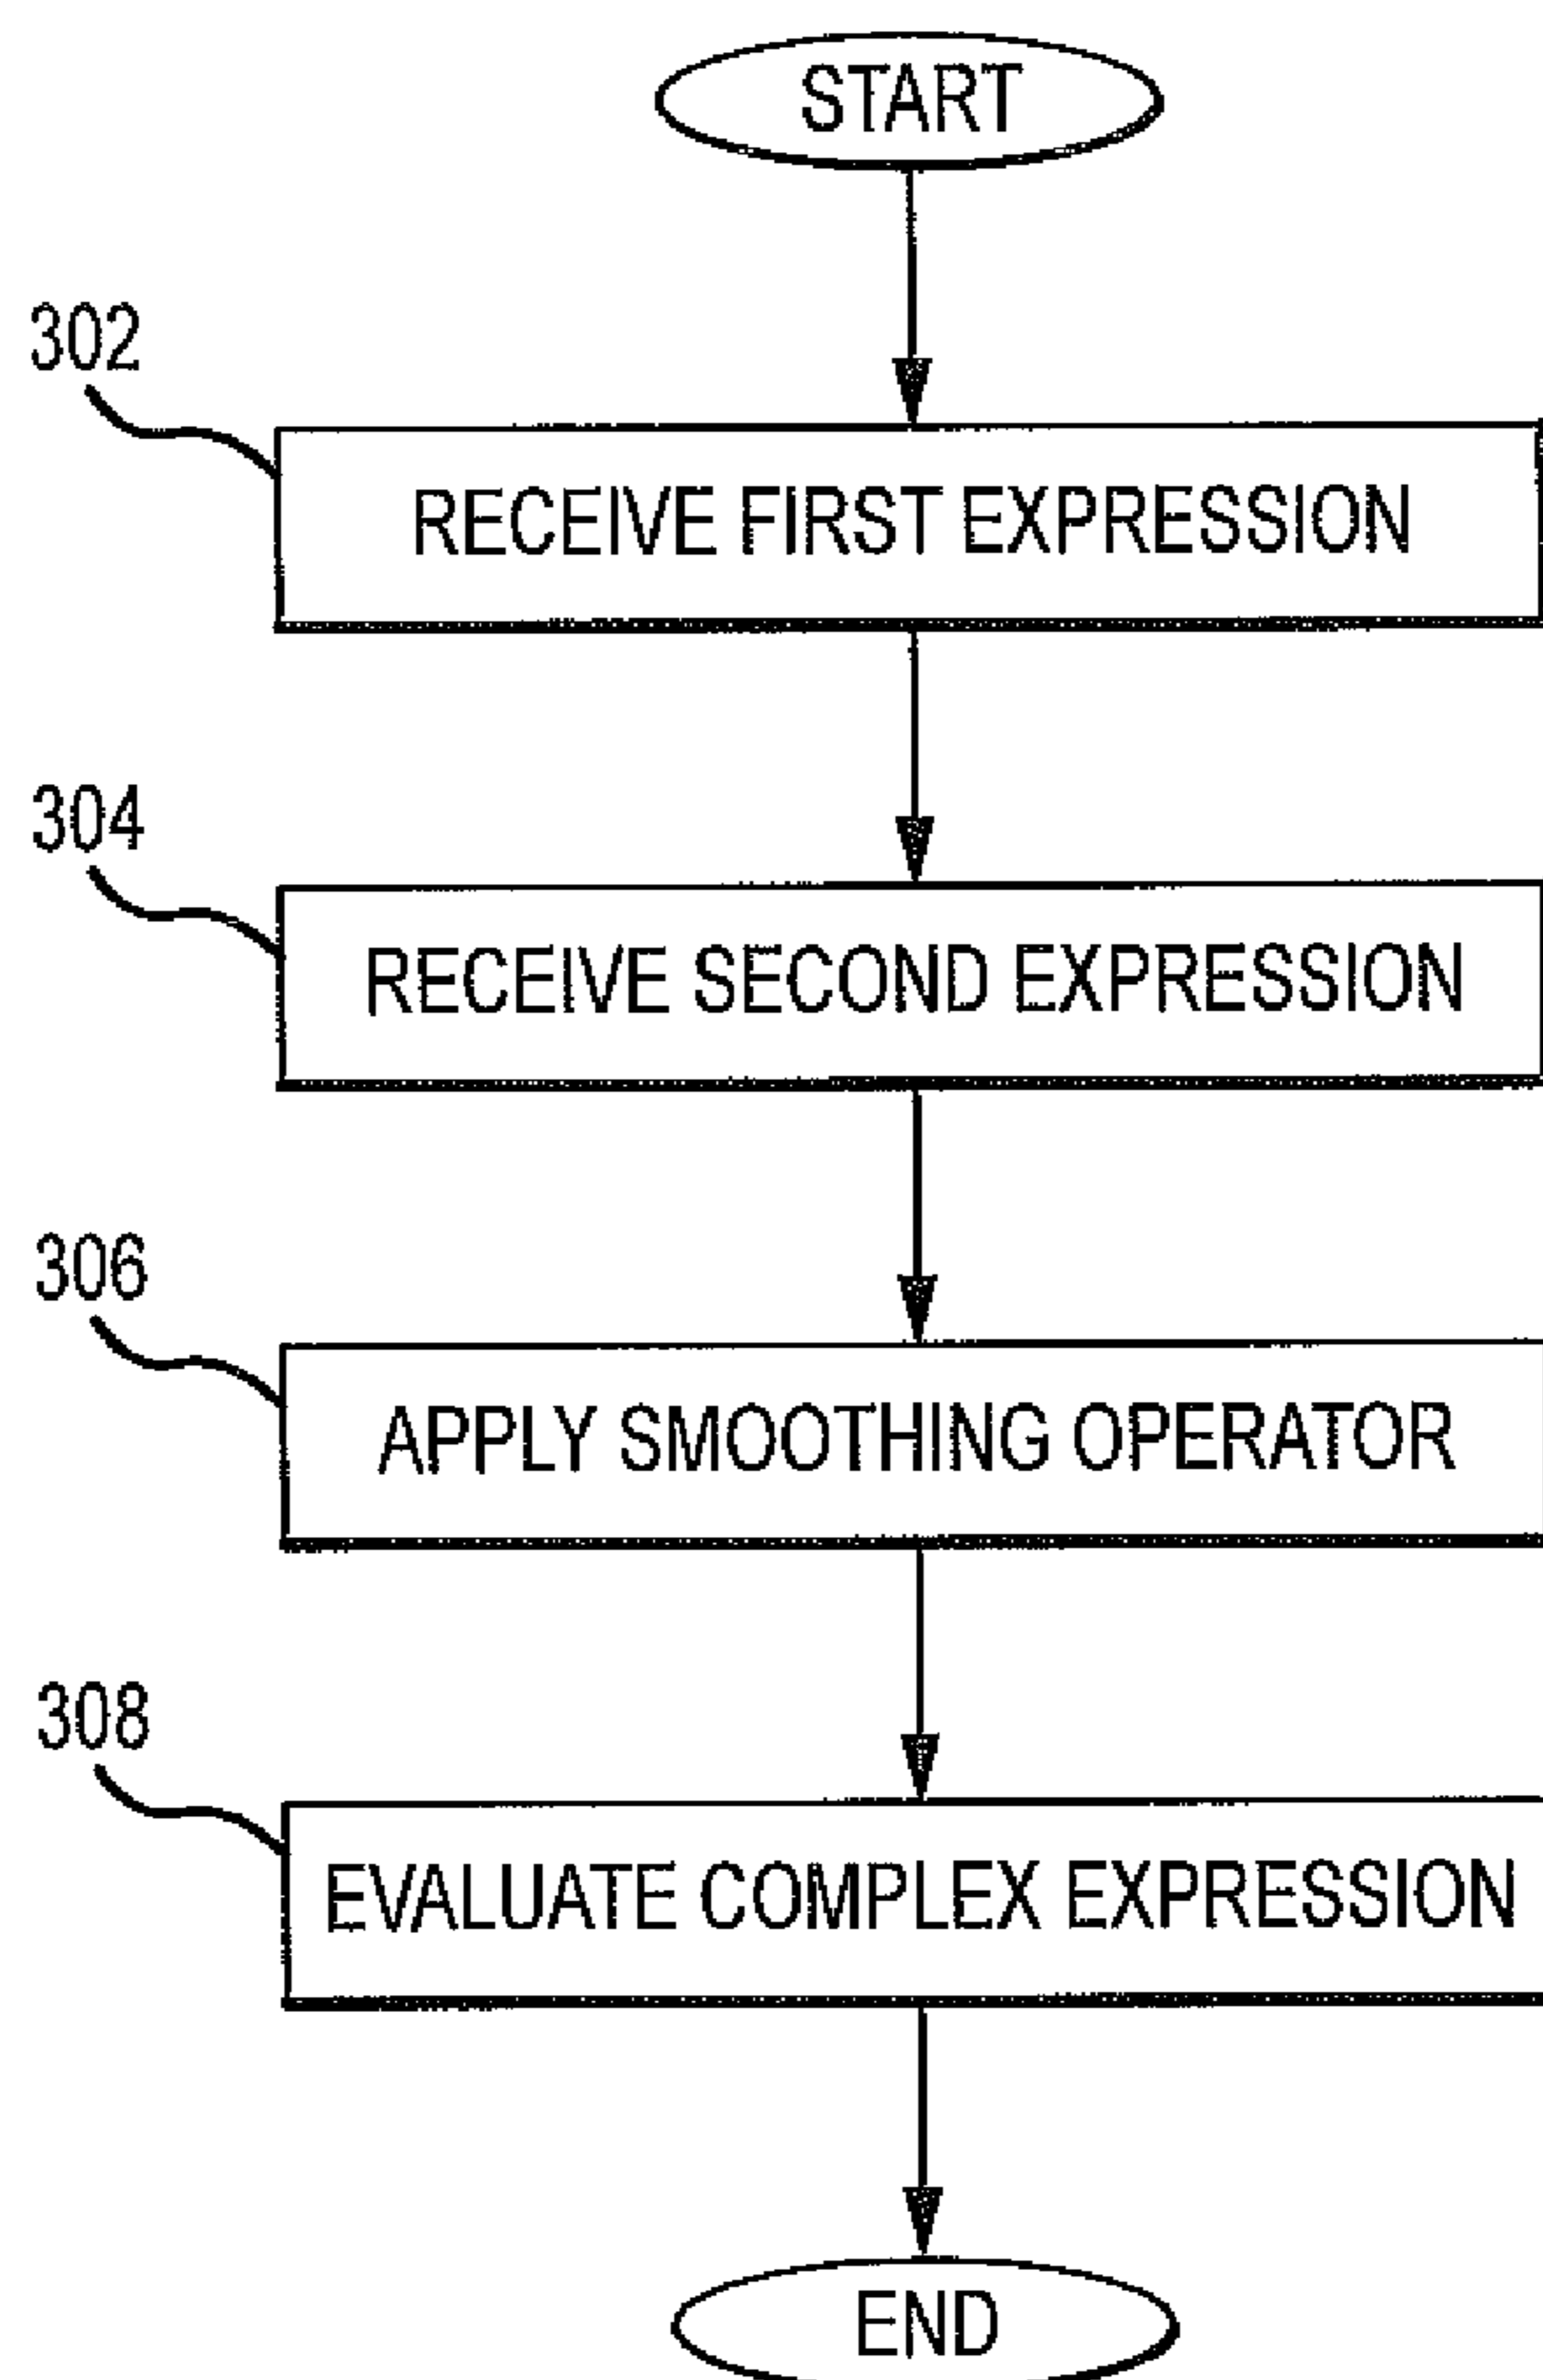 START
302
RECEIVE FIRST EXPRESSION
304
RECEIVE SECOND EXPRESSION
306
APPLY SMOOTHING OPERATOR
308
EVALUATE COMPLEX EXPRESSION
END